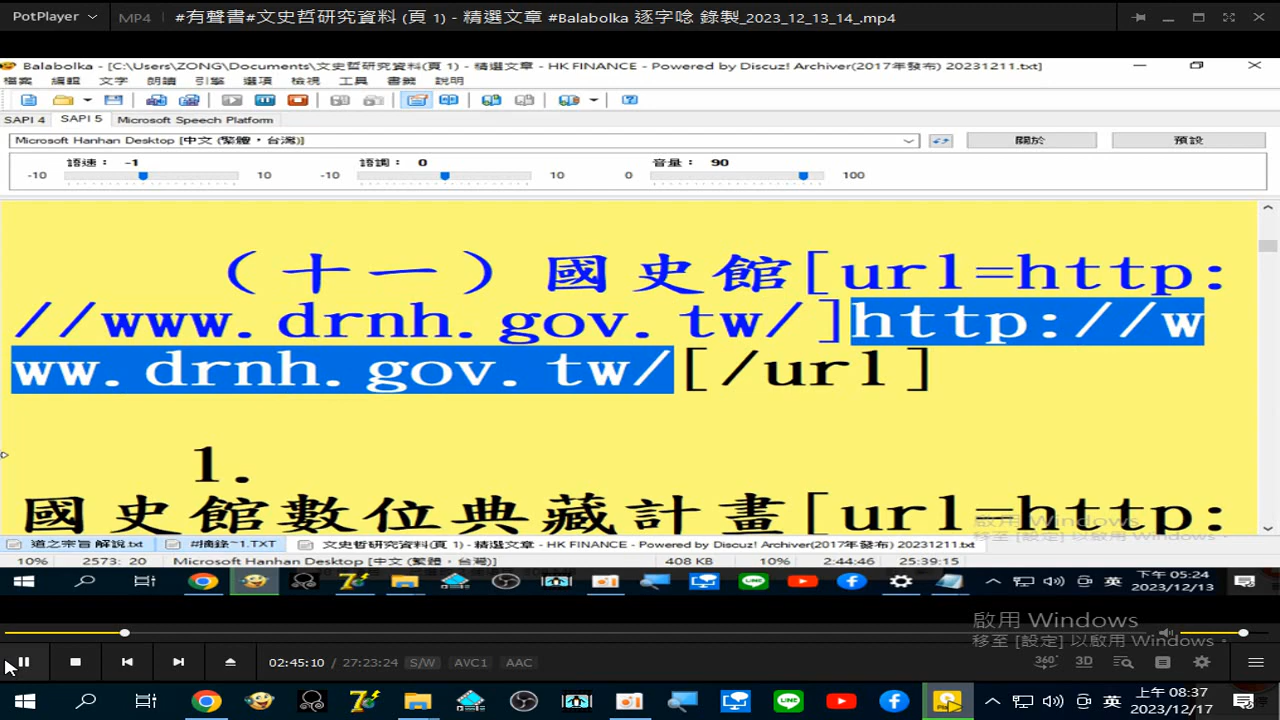 PotPlayer MP4 #有聲書#文史哲研究資料 (頁 1) - 精選文章 #Balabolka 逐字唸 錄製_2023_12_13_14_.mp4
Balabolka - [C:\Users\ZONG\Documents\文史哲研究資料(頁 1) - 精選文章 - HK FINANCE - Powered by Discuz! Archiver(2017年發布) 20231211.txt]
檔案 編輯 文字 朗讀 引擎 選項 檢視 工具 書籤 說明
SAPI 4 SAPI 5 Microsoft Speech Platform
Microsoft Hanhan Desktop [中文 (繁體，台灣)] 關於 預設
語速： -1 語調： 0 音量： 90
-10 10 -10 10 0 100
（十一）國史館[url=http:
//www.drnh.gov.tw/]http://w
ww.drnh.gov.tw/[/url]
1.
國史館數位典藏計畫[url=http:
啟用 Windows
移至 [設定] 以啟用 Windows。
道之宗旨 解說.txt #摘錄~1.TXT 文史哲研究資料(頁 1) - 精選文章 - HK FINANCE - Powered by Discuz! Archiver(2017年發布) 20231211.txt
10% 2573: 20 Microsoft Hanhan Desktop [中文 (繁體，台灣)] 408 KB 10% 2:44:46 25:39:15
英 下午 05:24
2023/12/13
啟用 Windows
移至 [設定] 以啟用 Windows。
02:45:10 / 27:23:24 S/W AVC1 AAC 360° 3D
英 上午 08:37
2023/12/17